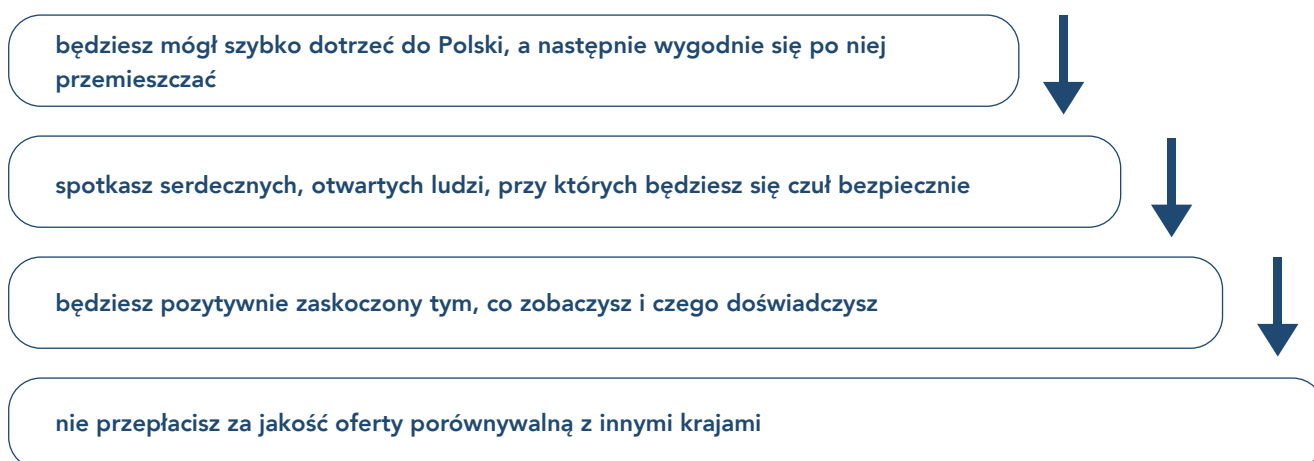 będziesz mógł szybko dotrzeć do Polski, a następnie wygodnie się po niej
przemieszczać
spotkasz serdecznych, otwartych ludzi, przy których będziesz się czuł bezpiecznie
będziesz pozytywnie zaskoczony tym, co zobaczysz i czego doświadczysz
nie przepłacisz za jakość oferty porównywalną z innymi krajami